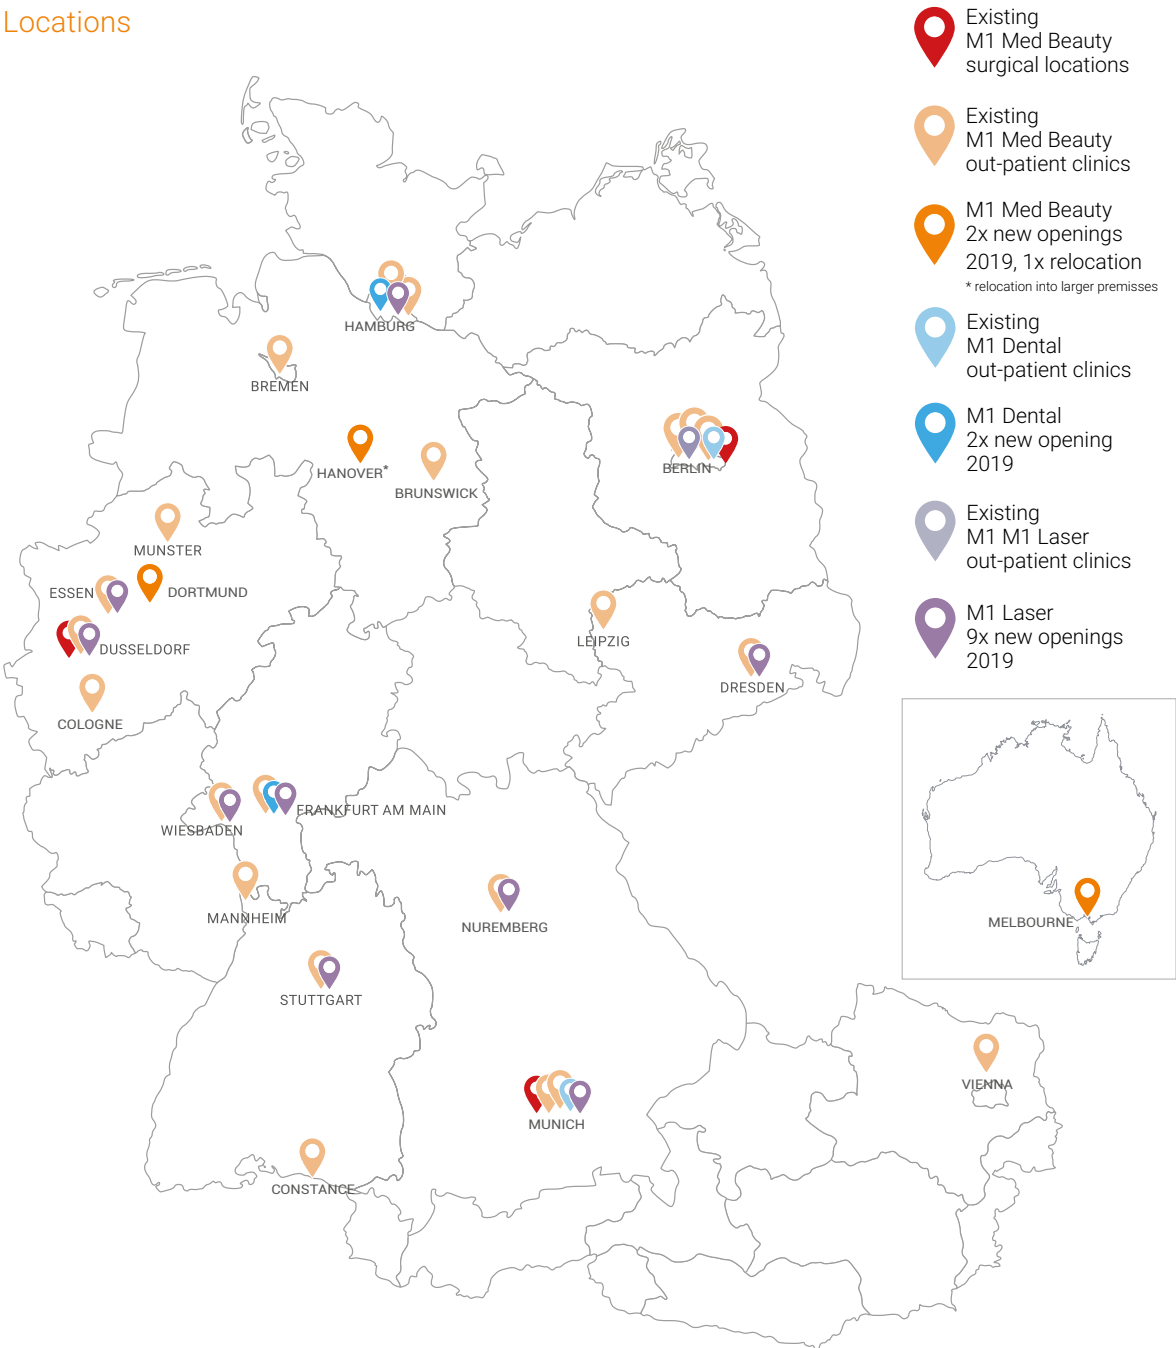 Locations
Existing
M1 Med Beauty
surgical locations
Existing
M1 Med Beauty
out-patient clinics
M1 Med Beauty
2x new openings
2019, 1x relocation
* relocation into larger premisses
Existing
M1 Dental
out-patient clinics
M1 Dental
2x new opening
2019
Existing
M1 M1 Laser
out-patient clinics
M1 Laser
9x new openings
2019
HAMBURG
BREMEN
HANOVER*
BERLIN
BRUNSWICK
MUNSTER
ESSEN
DORTMUND
DUSSELDORF
LEIPZIG
DRESDEN
COLOGNE
FRANKFURT AM MAIN
WIESBADEN
MANNHEIM
NUREMBERG
MELBOURNE
STUTTGART
VIENNA
MUNICH
CONSTANCE